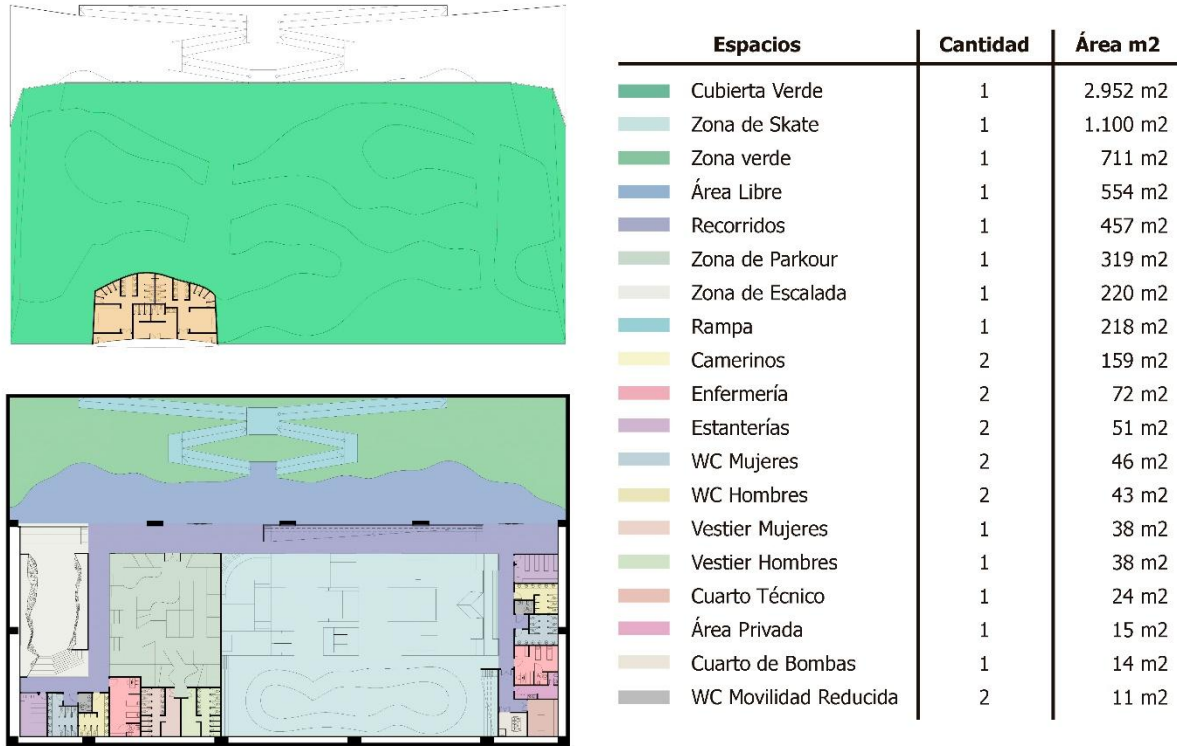 Espacios Cantidad Área m2
Cubierta Verde 1 2.952 m2
Zona de Skate 1 1.100 m2
Zona verde 1 711 m2
Área Libre 1 554 m2
Recorridos 1 457 m2
Zona de Parkour 1 319 m2
Zona de Escalada 1 220 m2
Rampa 1 218 m2
Camerinos 2 159 m2
Enfermería 2 72 m2
Estanterías 2 51 m2
WC Mujeres 2 46 m2
WC Hombres 2 43 m2
Vestier Mujeres 1 38 m2
Vestier Hombres 1 38 m2
Cuarto Técnico 1 24 m2
Área Privada 1 15 m2
Cuarto de Bombas 1 14 m2
WC Movilidad Reducida 2 11 m2